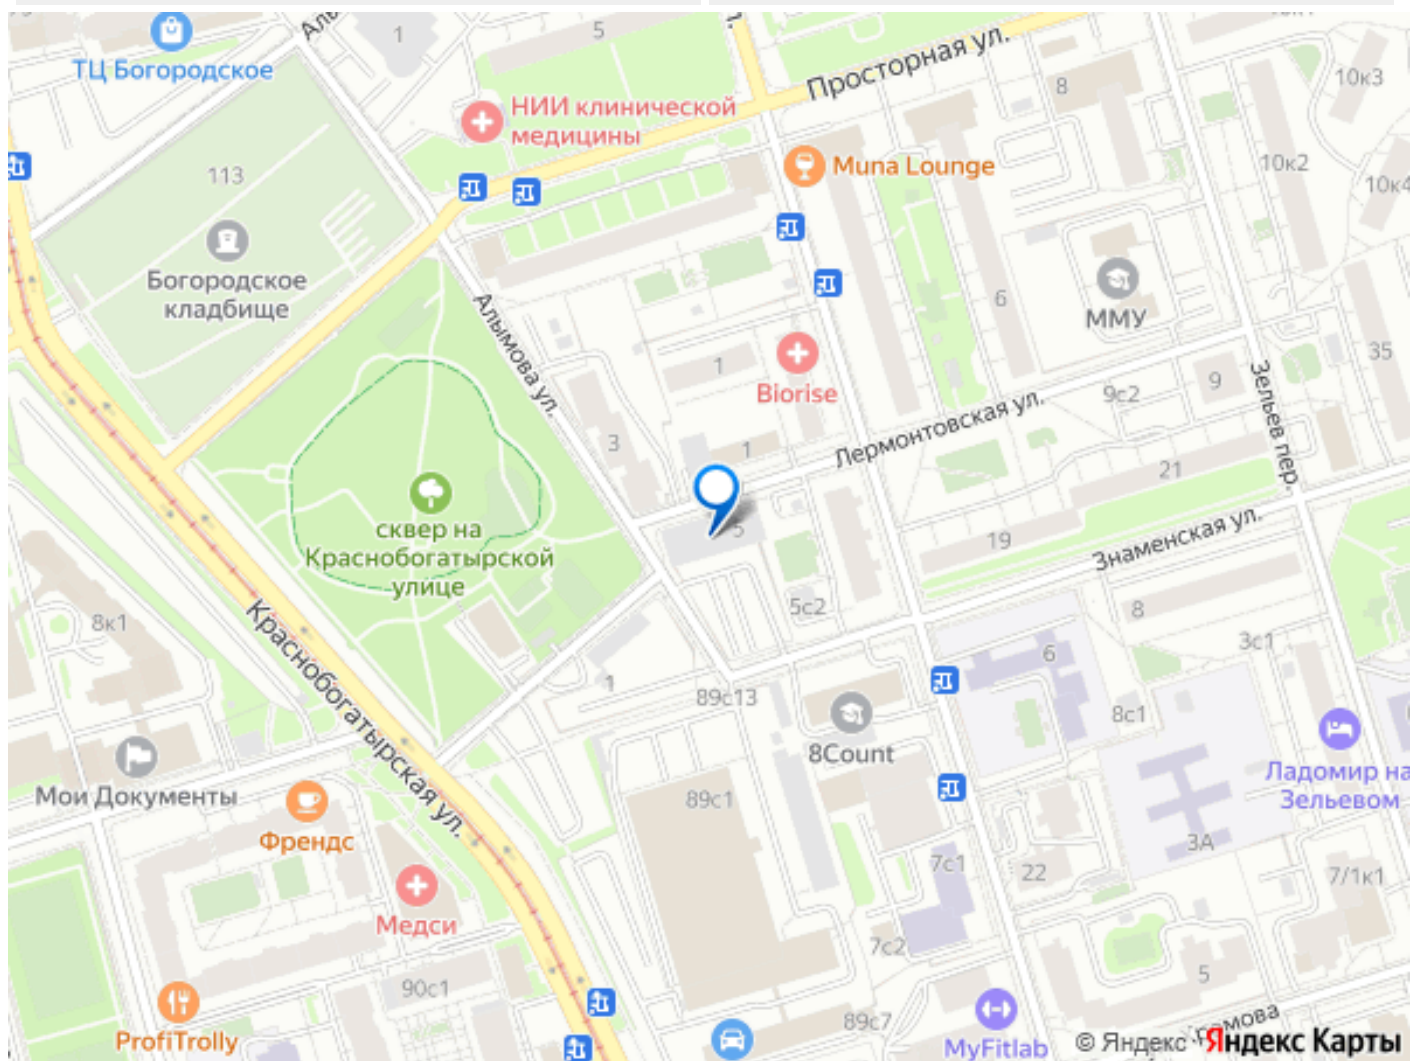 1
5
ТЦ Богородское
Просторная ул.
8
10к3
НИИ клинической
медицины
Muna Lounge
10к2
10к4
113
Богородское
кладбище
Алымова ул.
6
ММУ
1
Biorise
35
9
9с2
Зельев пер.
Лермонтовская ул.
3
1
21
сквер на
Краснобогатырской
улице
5
19
Знаменская ул.
8к1
5с2
8
3с1
6
1
89с13
8с1
Краснобогатырская ул.
8Count
Мои Документы
89с1
Ладомир на
Зельевом
Френдс
3А
7с1
22
7/1к1
Медси
7с2
5
90с1
89с7
ProfiTrolly
MyFitlab
© Яндекс
Яндекс Карты